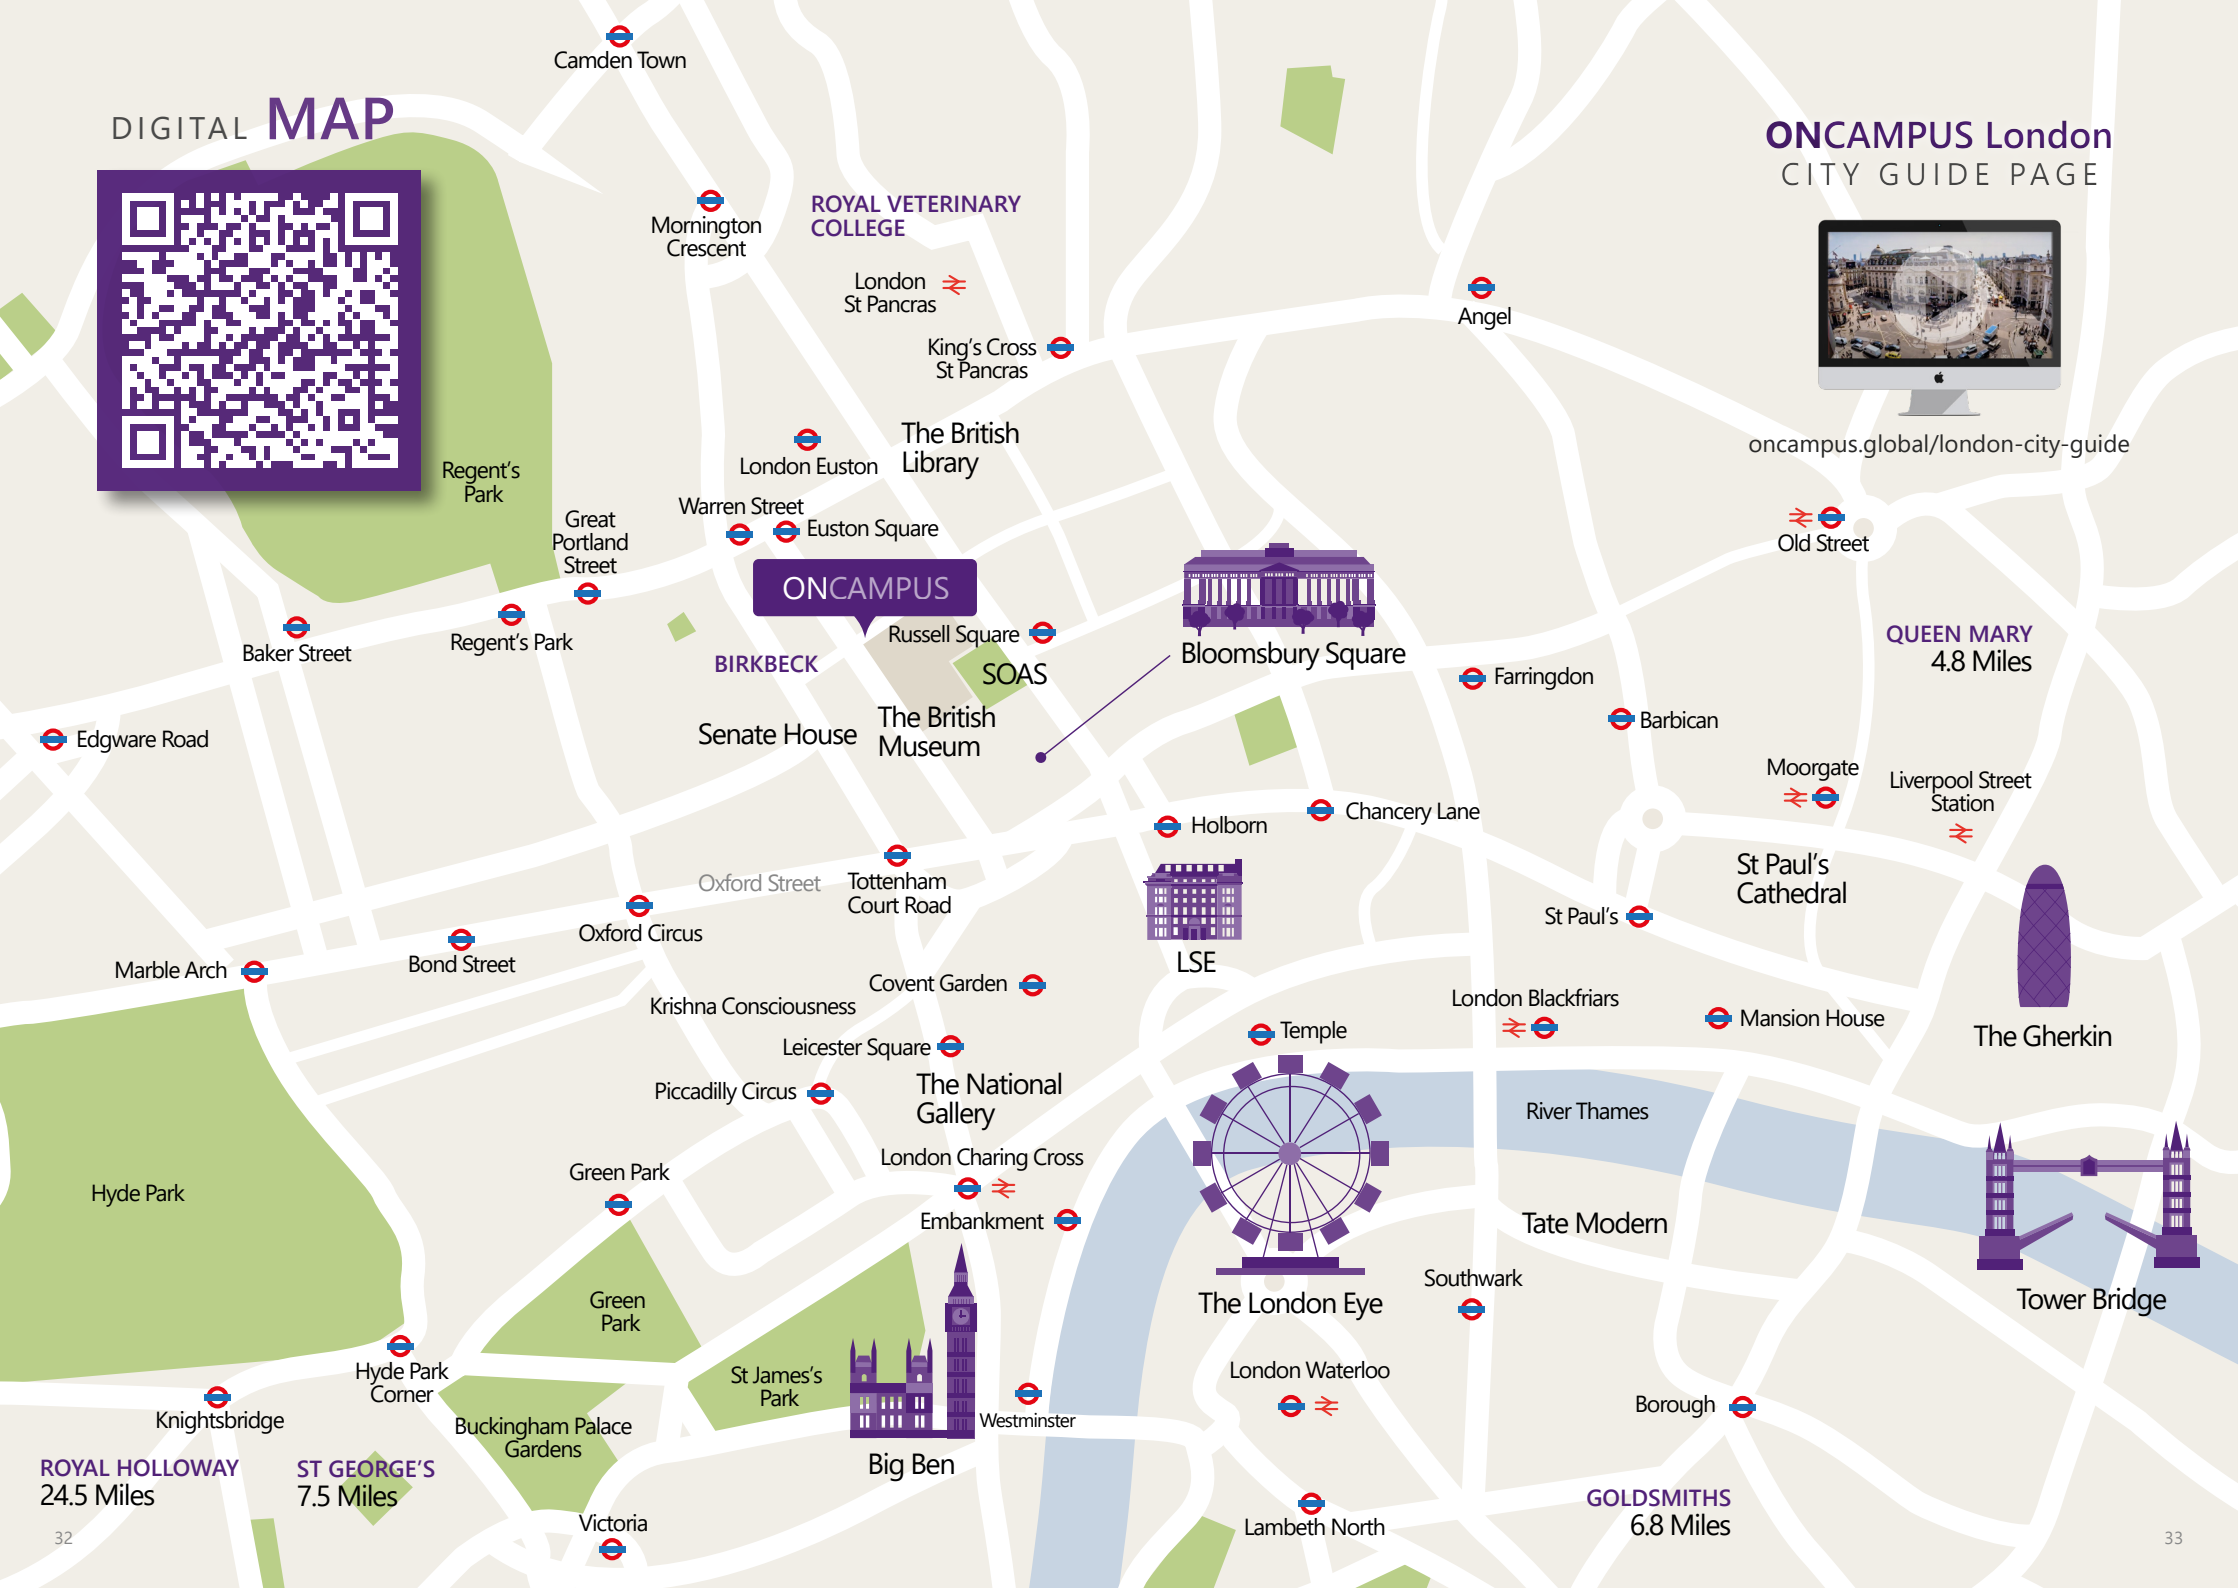 Camden Town
DIGITAL MAP
ONCAMPUS London
CITY GUIDE PAGE
oncampus.global/london-city-guide
Mornington
Crescent
ROYAL VETERINARY
COLLEGE
London
St Pancras
King's Cross
St Pancras
Angel
The British
Library
London Euston
Regent's
Park
Warren Street
Euston Square
Great
Portland
Street
Old Street
ONCAMPUS
Baker Street
Regent's Park
Russell Square
BIRKBECK
SOAS
Bloomsbury Square
Farringdon
QUEEN MARY
4.8 Miles
Barbican
Edgware Road
Senate House
The British
Museum
Moorgate
Liverpool Street
Station
Holborn
Chancery Lane
Oxford Street
Tottenham
Court Road
St Paul's
Cathedral
Oxford Circus
St Paul's
Bond Street
Marble Arch
LSE
Covent Garden
Krishna Consciousness
London Blackfriars
Mansion House
Temple
The Gherkin
Leicester Square
Piccadilly Circus
The National
Gallery
River Thames
London Charing Cross
Green Park
Hyde Park
Embankment
Tate Modern
Southwark
Green
Park
The London Eye
Tower Bridge
Hyde Park
Corner
St James's
Park
London Waterloo
Borough
Knightsbridge
Buckingham Palace
Gardens
Westminster
Big Ben
ROYAL HOLLOWAY
24.5 Miles
ST GEORGE'S
7.5 Miles
Victoria
Lambeth North
GOLDSMITHS
6.8 Miles
32
33